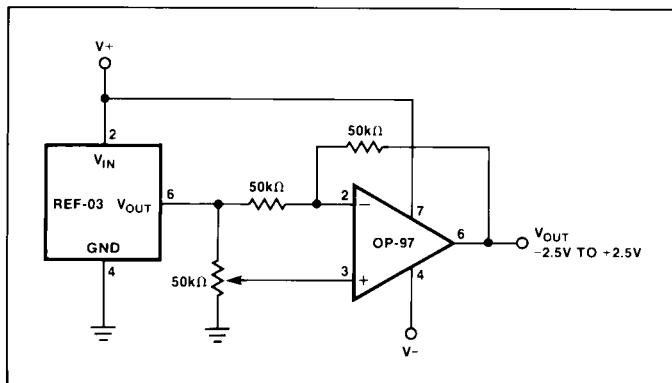 V+
2
VIN
REF-03
VOUT
6
GND
4
50kΩ
50kΩ
50kΩ
2
−
3
+
OP-97
7
6
4
V−
VOUT
−2.5V TO +2.5V